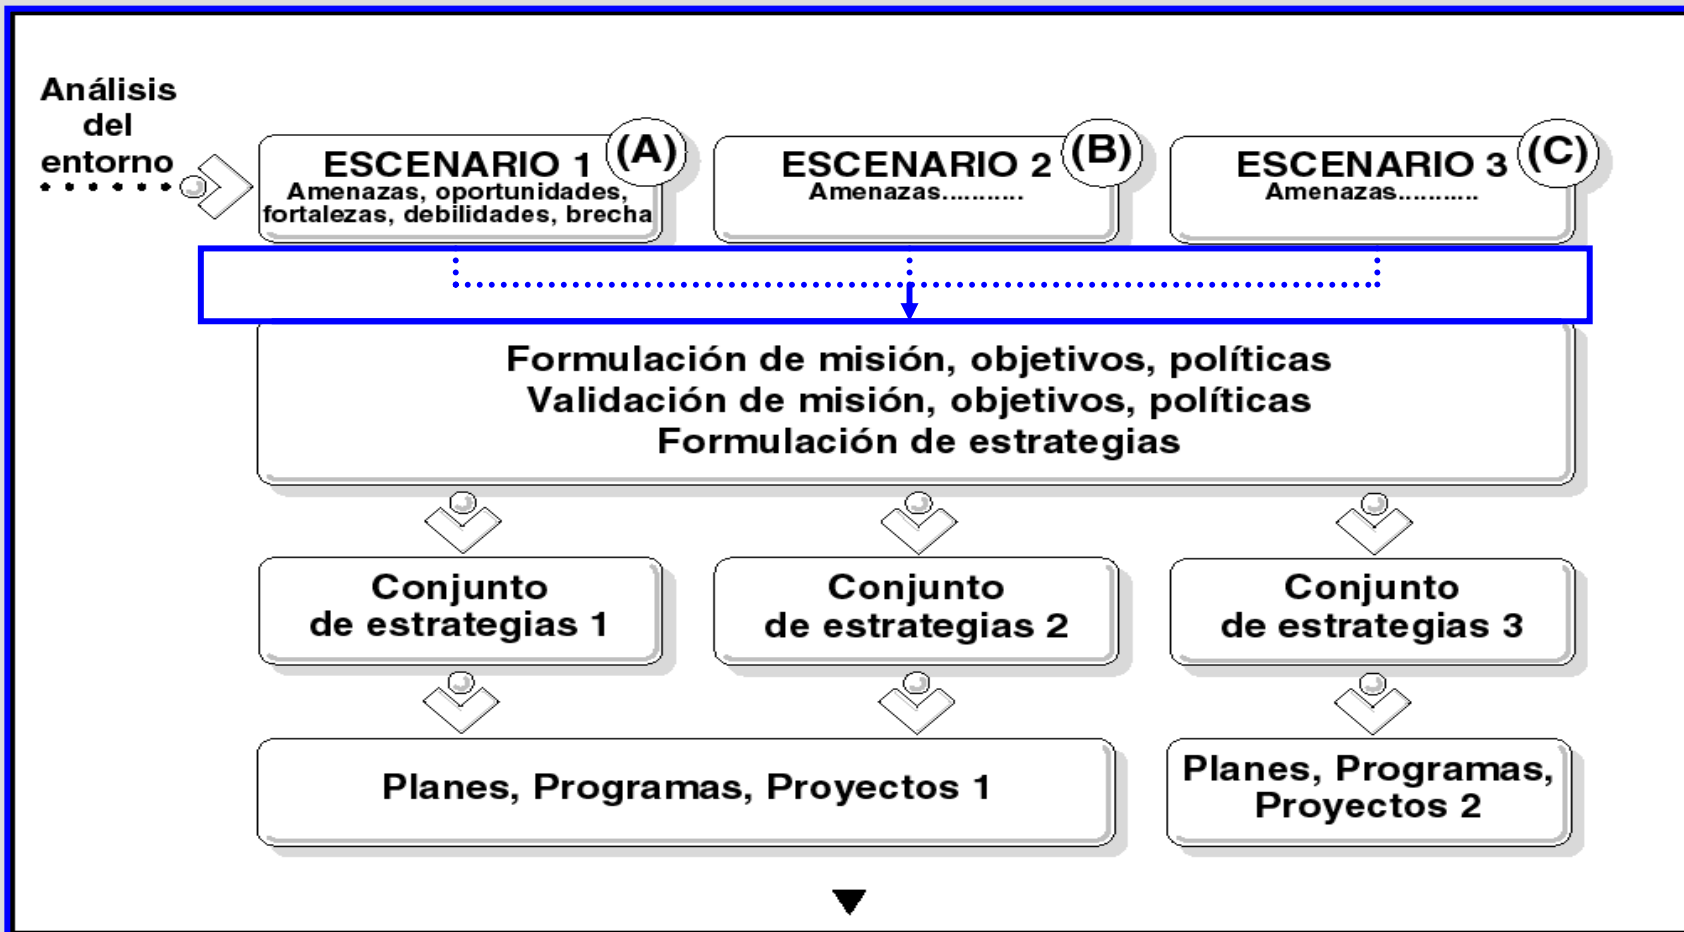 Análisis
del
entorno
ESCENARIO 1
(A)
Amenazas, oportunidades,
fortalezas, debilidades, brecha
ESCENARIO 2
(B)
Amenazas...........
ESCENARIO 3
(C)
Amenazas...........
Formulación de misión, objetivos, políticas
Validación de misión, objetivos, políticas
Formulación de estrategias
Conjunto
de estrategias 1
Conjunto
de estrategias 2
Conjunto
de estrategias 3
Planes, Programas, Proyectos 1
Planes, Programas,
Proyectos 2